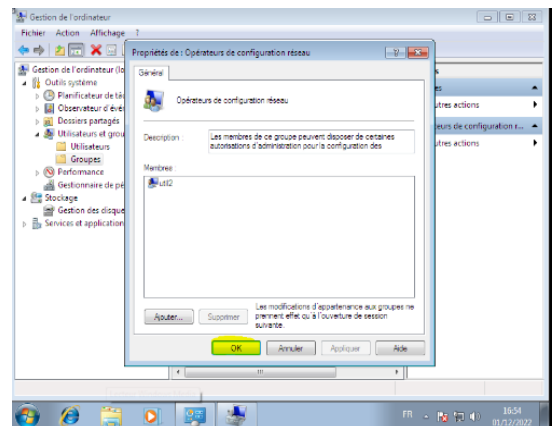 Gestion de l'ordinateur
Fichier Action Affichage ?
Propriétés de : Opérateurs de configuration réseau
Gestion de l'ordinateur (lo
Outils système
Planificateur de tâc
Observateur d'évé
Dossiers partagés
Utilisateurs et grou
Utilisateurs
Groupes
Performance
Gestionnaire de pé
Stockage
Gestion des disque
Services et application
Général
Opérateurs de configuration réseau
Description :
Les membres de ce groupe peuvent disposer de certaines
autorisations d'administration pour la configuration des
Membres :
util2
Ajouter...
Supprimer
Les modifications d'appartenance aux groupes ne
prennent effet qu'à l'ouverture de session
suivante.
OK
Annuler
Appliquer
Aide
s
es
utres actions
teurs de configuration r...
utres actions
FR
16:54
01/12/2022